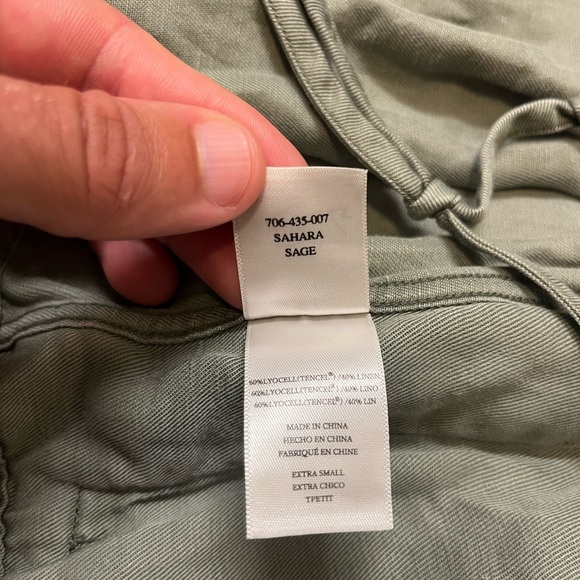 706-435-007
SAHARA
SAGE
60%LYOCELL(TENCEL®)/40% LINEN
60%LYOCELL(TENCEL®)/40% LINO
60%LYOCELL(TENCEL®)/40% LIN
MADE IN CHINA
HECHO EN CHINA
FABRIQUÉ EN CHINE
EXTRA SMALL
EXTRA CHICO
TPETIT